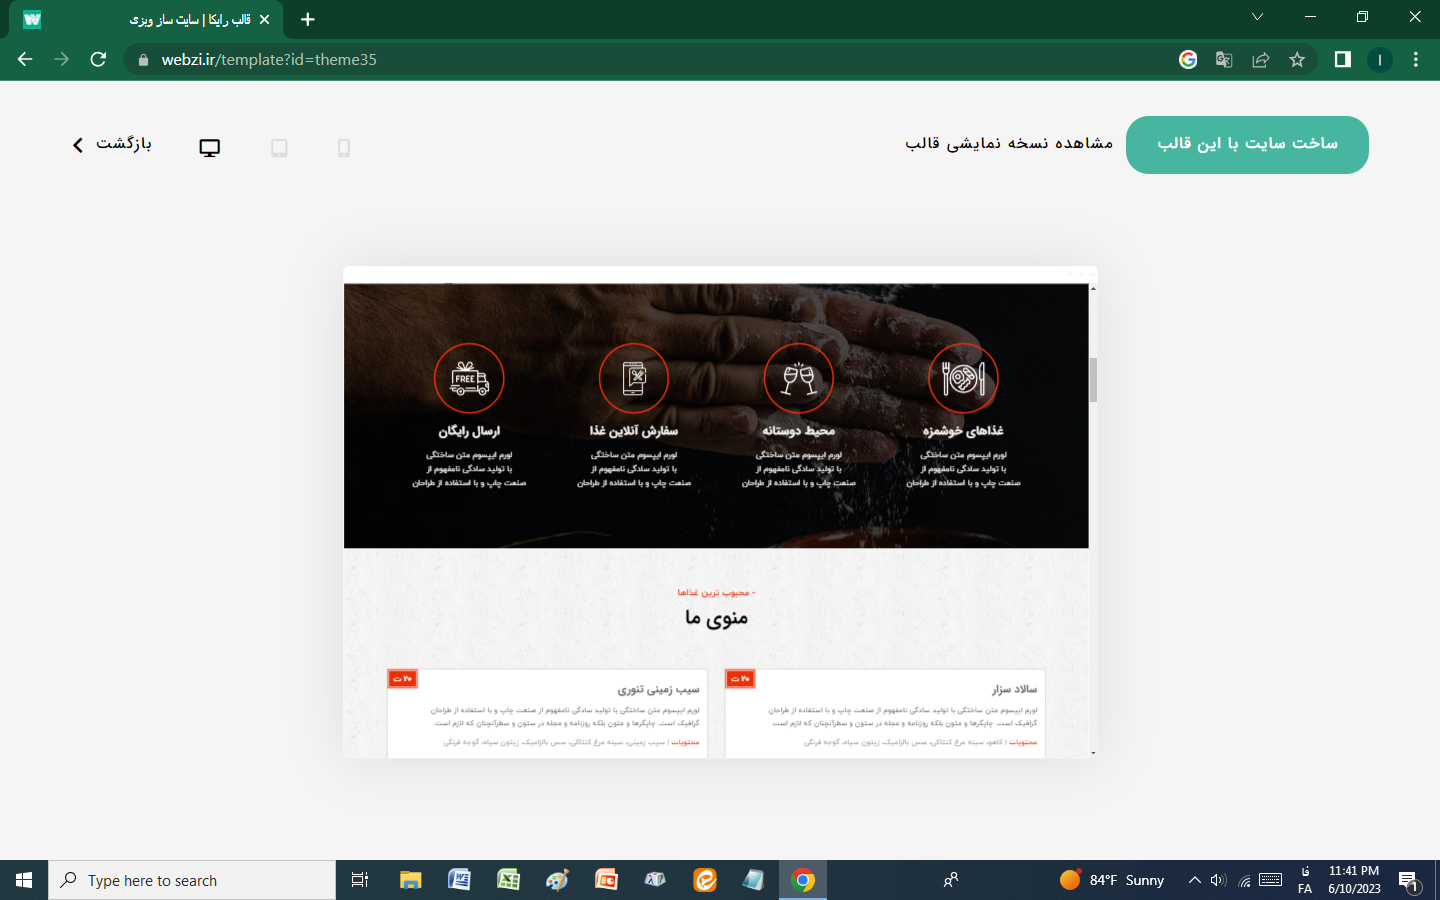 قالب رایکا | سایت ساز وبزی
webzi.ir/template?id=theme35
ساخت سایت با این قالب
مشاهده نسخه نمایشی قالب
بازگشت
غذاهای خوشمزه
لورم ایپسوم متن ساختگی
با تولید سادگی نامفهوم از
صنعت چاپ و با استفاده از طراحان
محیط دوستانه
لورم ایپسوم متن ساختگی
با تولید سادگی نامفهوم از
صنعت چاپ و با استفاده از طراحان
سفارش آنلاین غذا
لورم ایپسوم متن ساختگی
با تولید سادگی نامفهوم از
صنعت چاپ و با استفاده از طراحان
FREE
ارسال رایگان
لورم ایپسوم متن ساختگی
با تولید سادگی نامفهوم از
صنعت چاپ و با استفاده از طراحان
- محبوب ترین غذاها
منوی ما
۲۰ ت
سالاد سزار
لورم ایپسوم متن ساختگی با تولید سادگی نامفهوم از صنعت چاپ و با استفاده از طراحان
گرافیک است. چاپگرها و متون بلکه روزنامه و مجله در ستون و سطرآنچنان که لازم است
محتویات | کاهو، سینه مرغ کنتاکی، سس بالزامیک، زیتون سیاه، گوجه فرنگی
۲۰ ت
سیب زمینی تنوری
لورم ایپسوم متن ساختگی با تولید سادگی نامفهوم از صنعت چاپ و با استفاده از طراحان
گرافیک است. چاپگرها و متون بلکه روزنامه و مجله در ستون و سطرآنچنان که لازم است
محتویات | سیب زمینی، سینه مرغ کنتاکی، سس بالزامیک، زیتون سیاه، گوجه فرنگی
Type here to search
84°F Sunny
فا
FA
11:41 PM
6/10/2023
1